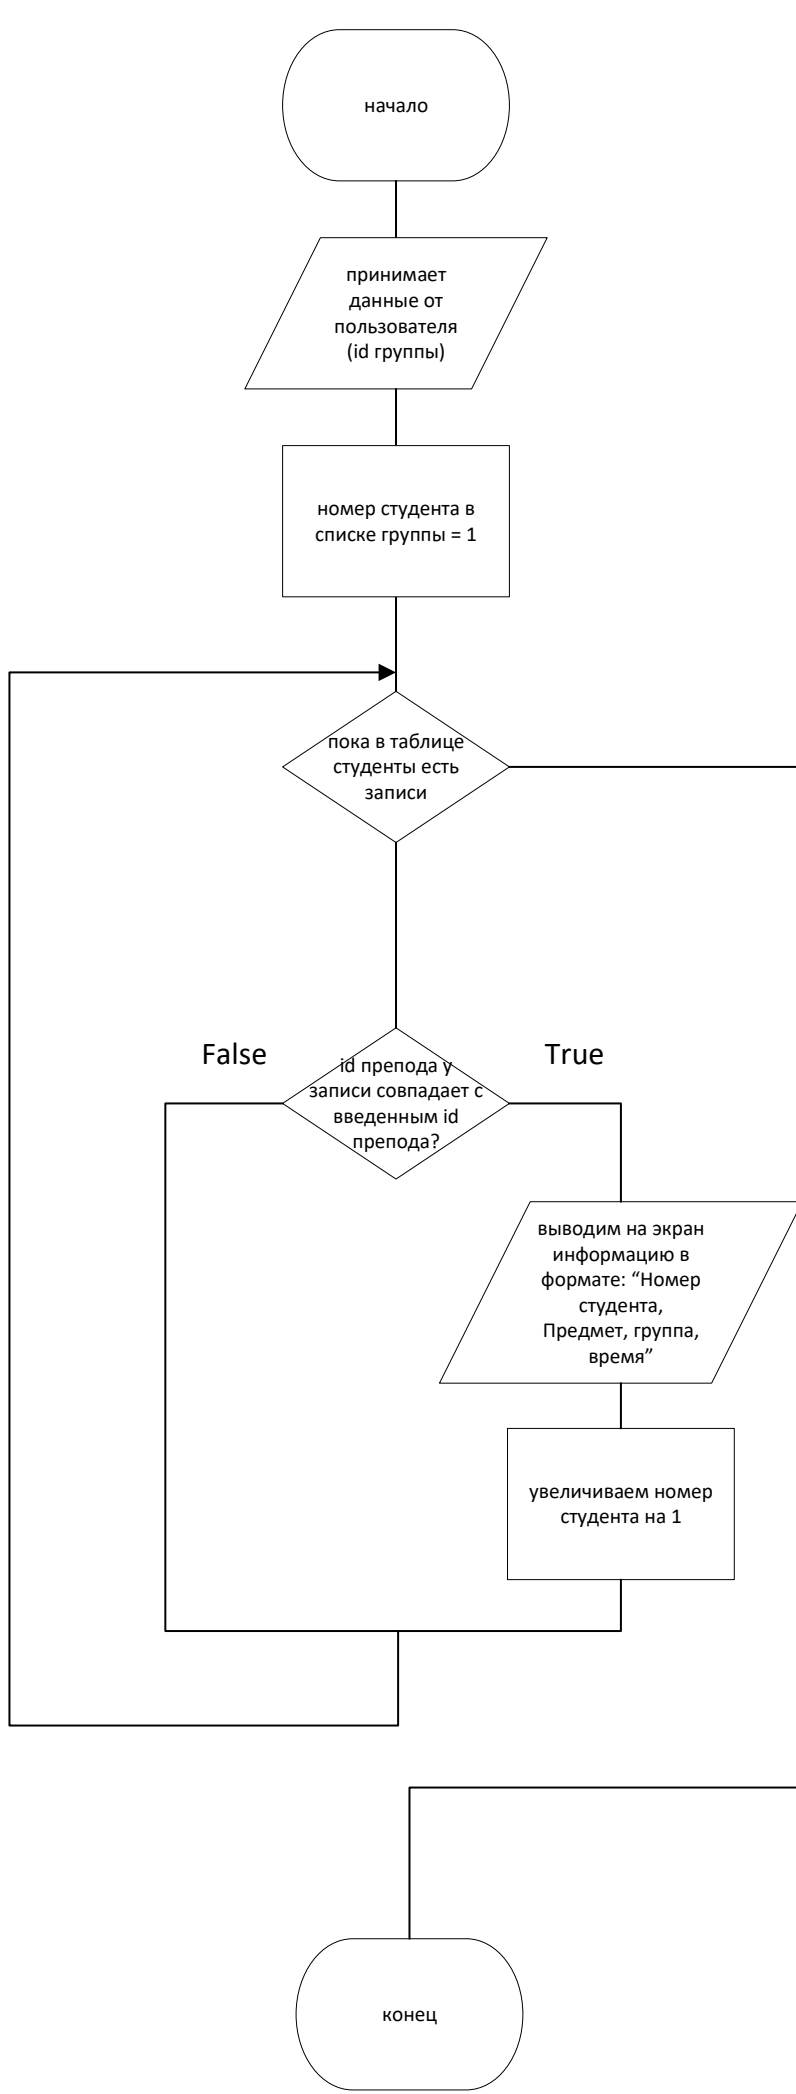 начало
принимает
данные от
пользователя
(id группы)
номер студента в
списке группы = 1
пока в таблице
студенты есть
записи
False
True
id препода у
записи совпадает с
введенным id
препода?
выводим на экран
информацию в
формате: “Номер
студента,
Предмет, группа,
время”
увеличиваем номер
студента на 1
конец